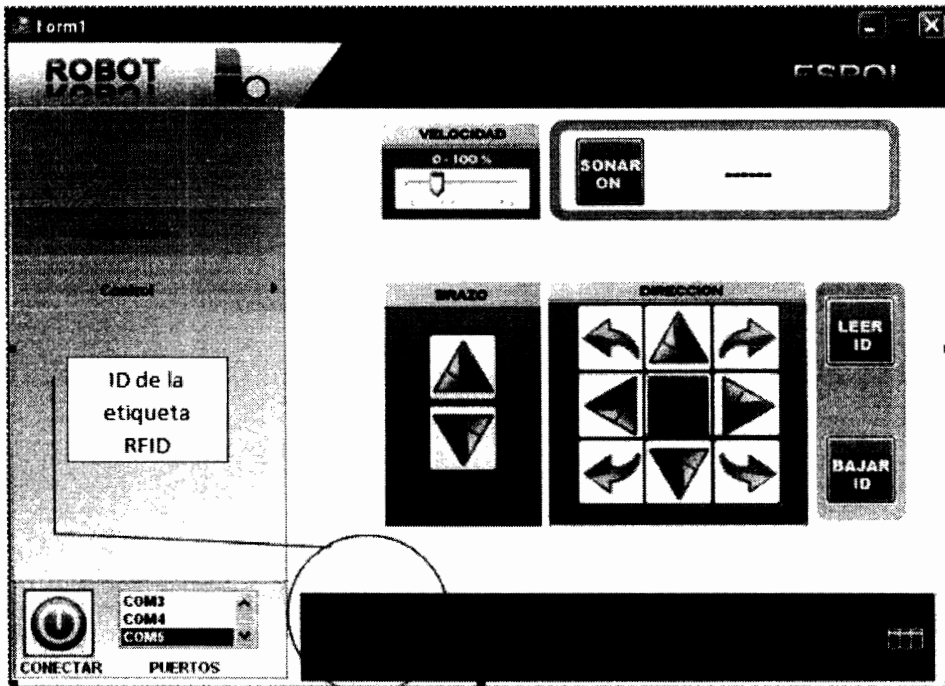 Form1
ROBOT
ESPOL
VELOCIDAD
0 - 100 %
SONAR
ON
------
Control
BRAZO
DIRECCION
LEER
ID
ID de la
etiqueta
RFID
BAJAR
ID
COM3
COM4
COM5
CONECTAR
PUERTOS